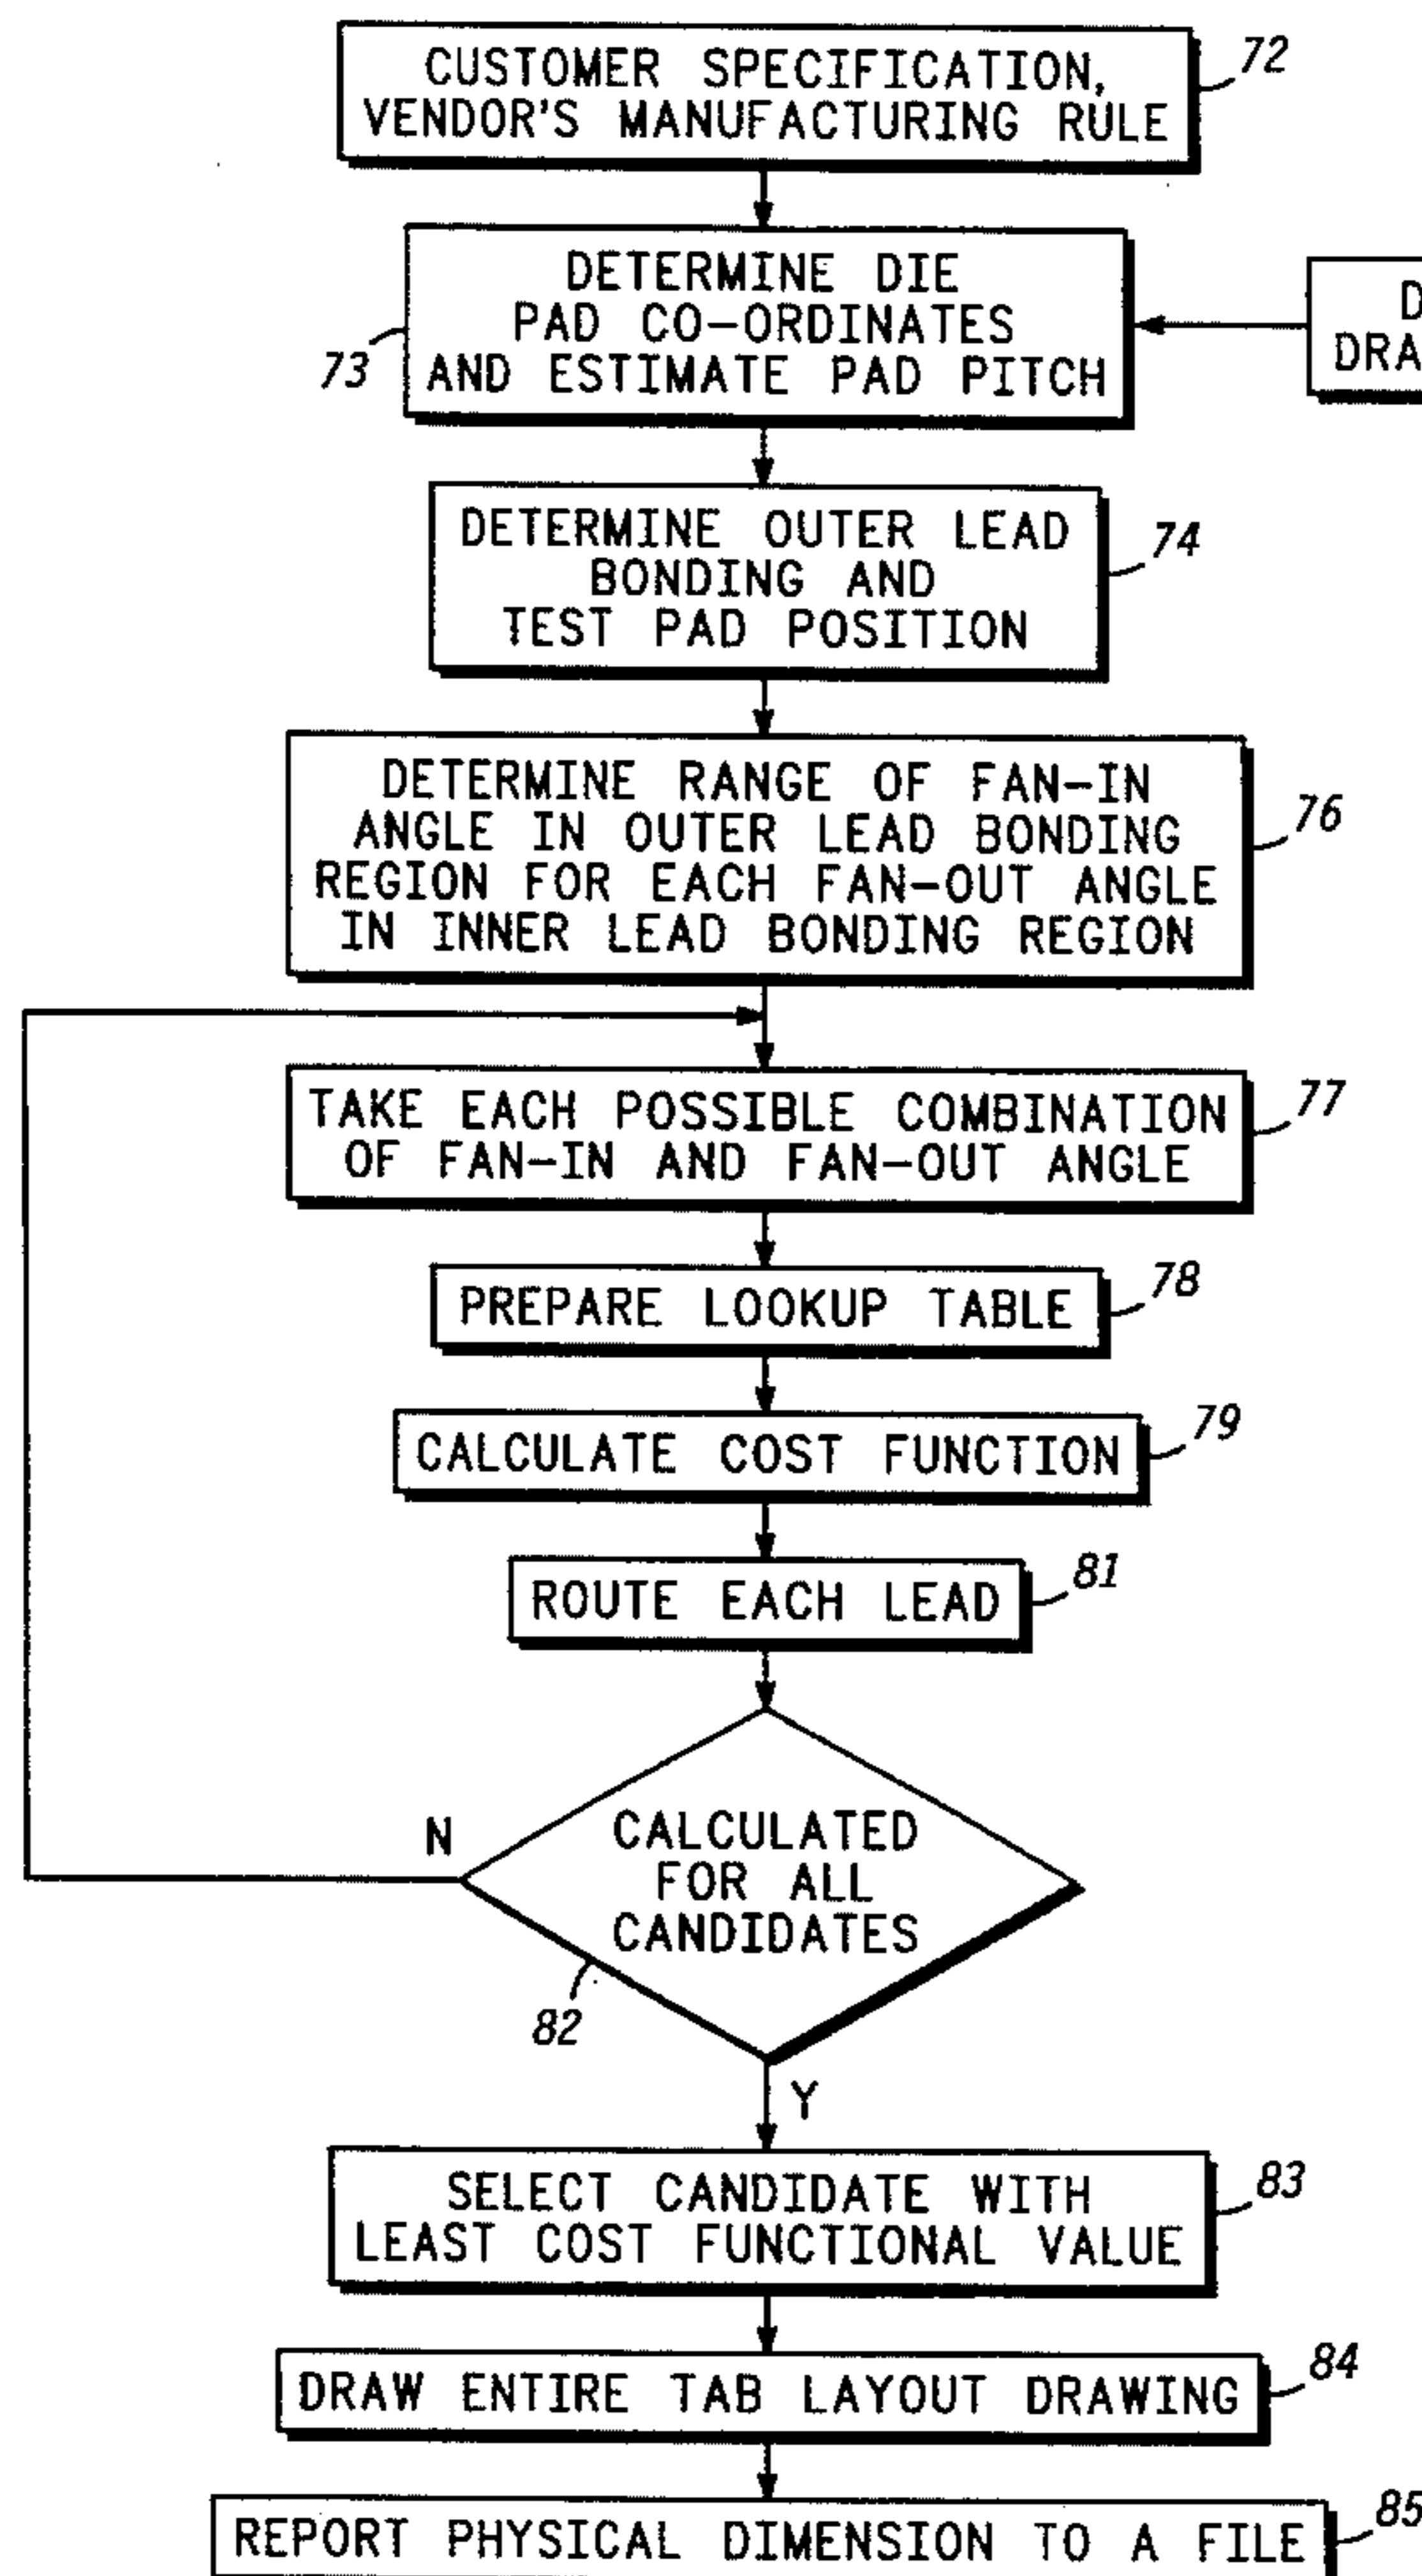 CUSTOMER SPECIFICATION,
VENDOR'S MANUFACTURING RULE
72
DETERMINE DIE
PAD CO-ORDINATES
AND ESTIMATE PAD PITCH
73
DETERMINE OUTER LEAD
BONDING AND
TEST PAD POSITION
74
DETERMINE RANGE OF FAN-IN
ANGLE IN OUTER LEAD BONDING
REGION FOR EACH FAN-OUT ANGLE
IN INNER LEAD BONDING REGION
76
TAKE EACH POSSIBLE COMBINATION
OF FAN-IN AND FAN-OUT ANGLE
77
PREPARE LOOKUP TABLE
78
CALCULATE COST FUNCTION
79
ROUTE EACH LEAD
81
CALCULATED
FOR ALL
CANDIDATES
N
82
Y
SELECT CANDIDATE WITH
LEAST COST FUNCTIONAL VALUE
83
DRAW ENTIRE TAB LAYOUT DRAWING
84
REPORT PHYSICAL DIMENSION TO A FILE
85